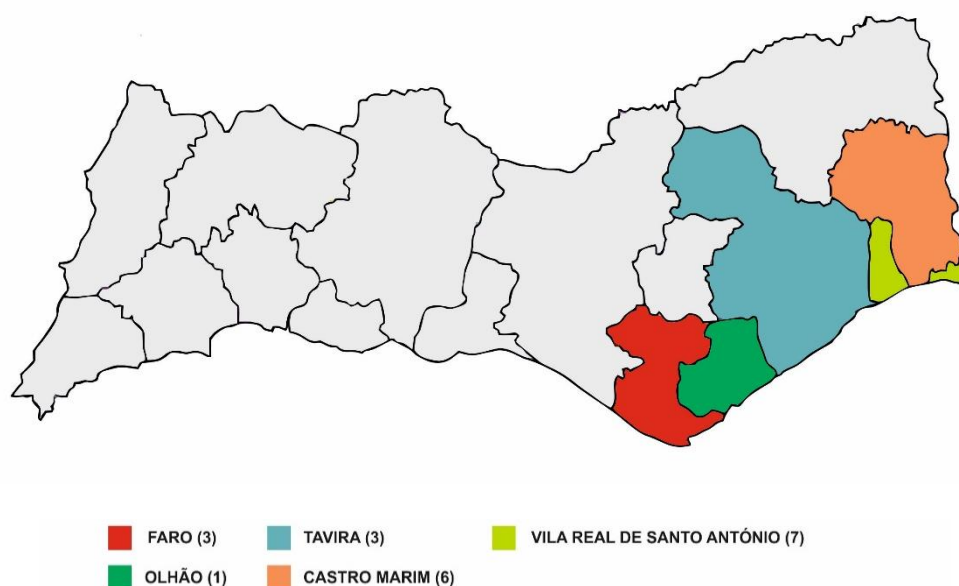 FARO (3) TAVIRA (3) VILA REAL DE SANTO ANTÓNIO (7)
OLHÃO (1) CASTRO MARIM (6)